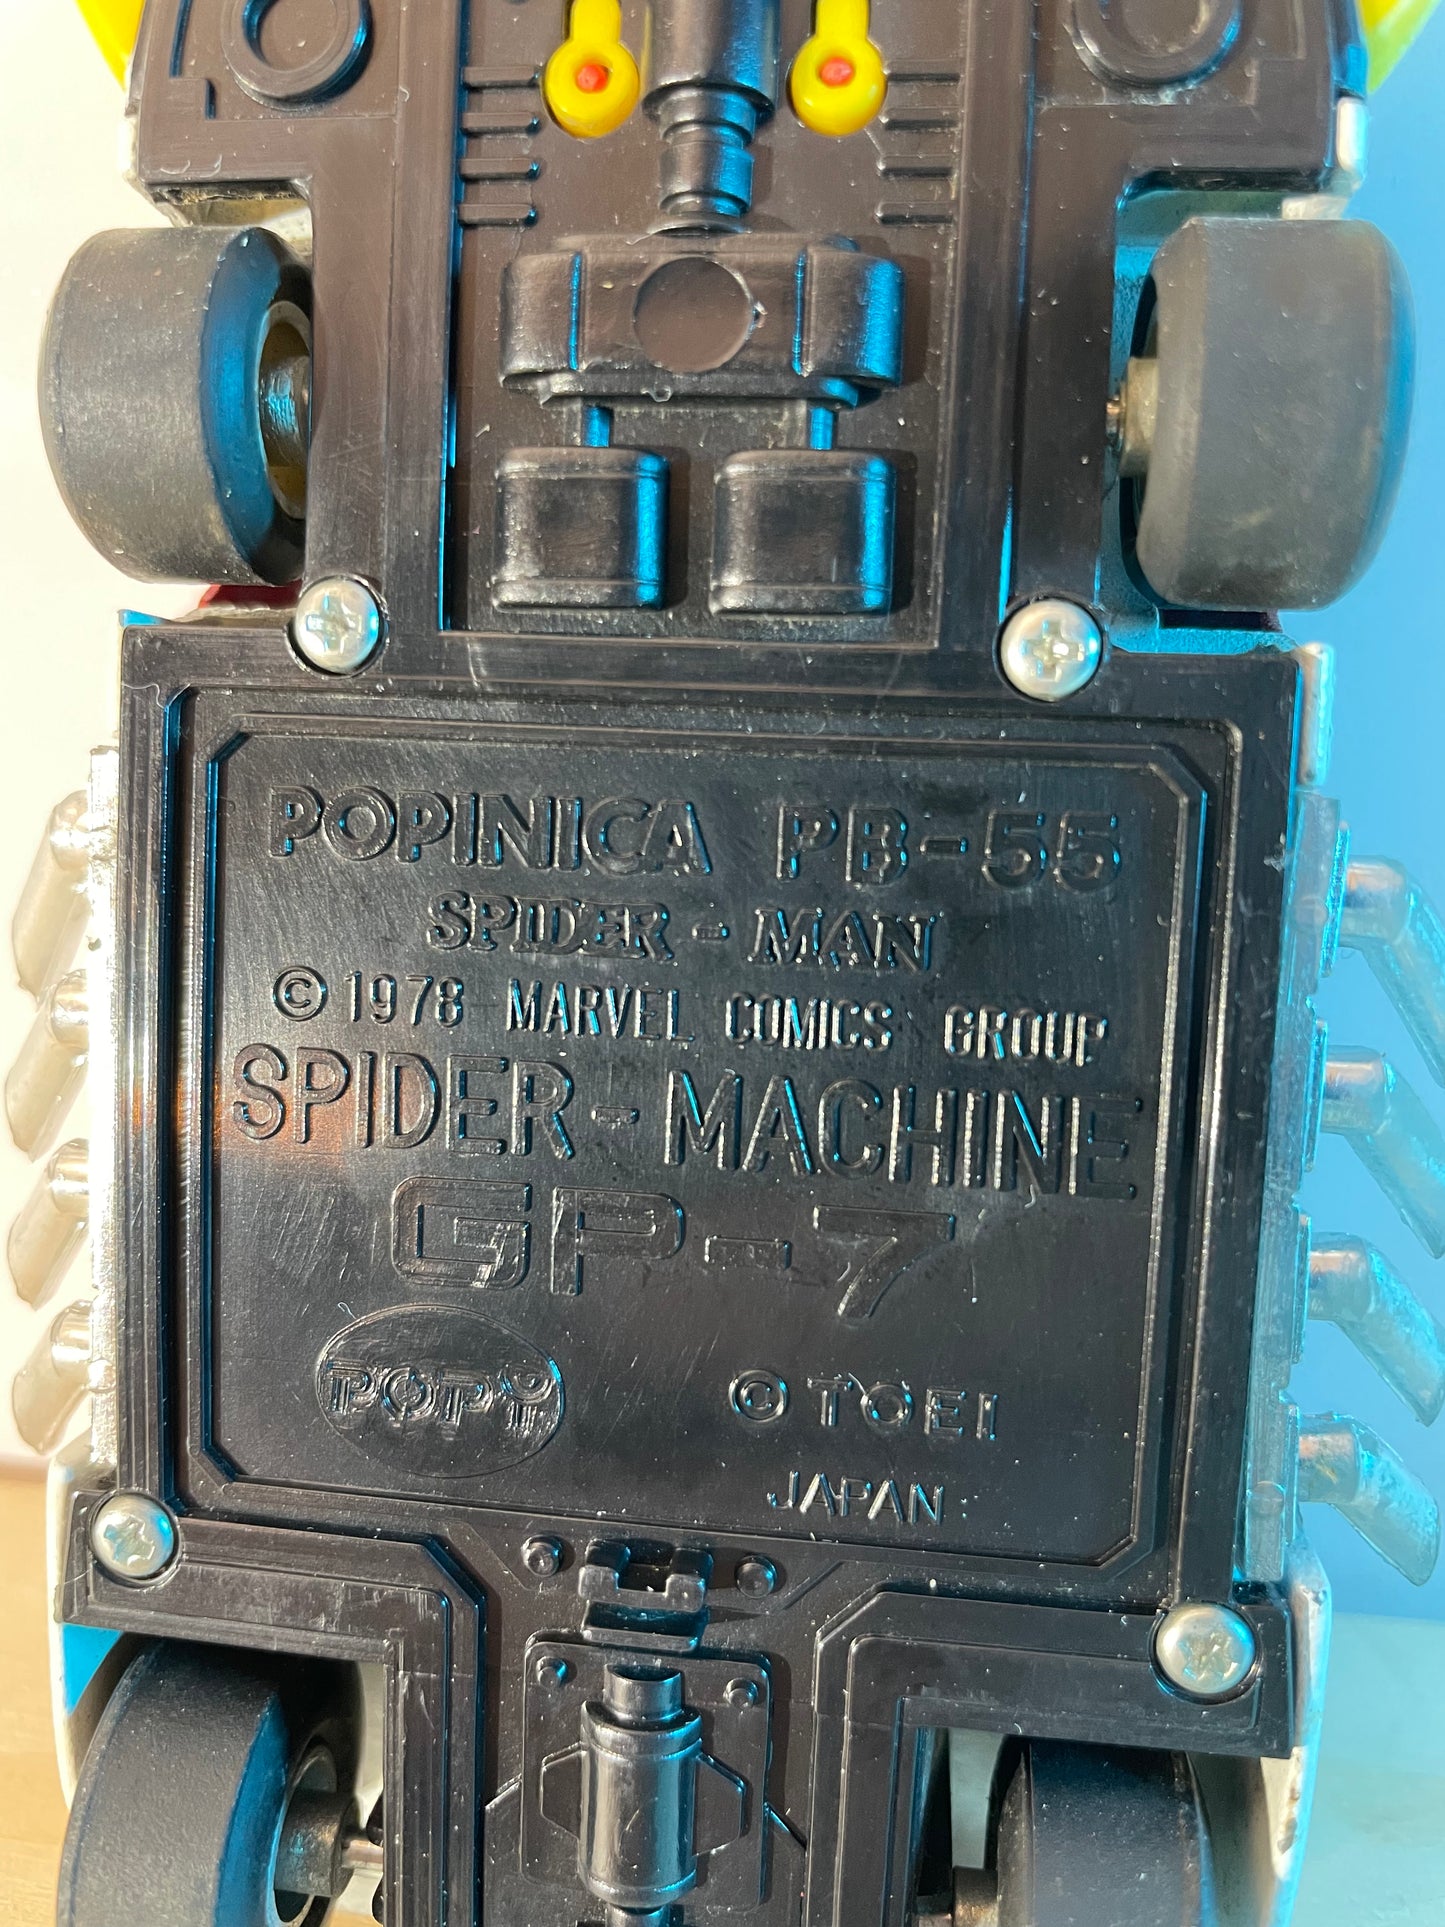 POPINICA PB-55
SPIDER-MAN
© 1978 MARVEL COMICS GROUP
SPIDER-MACHINE
GP-7
POPY
© TOEI
JAPAN